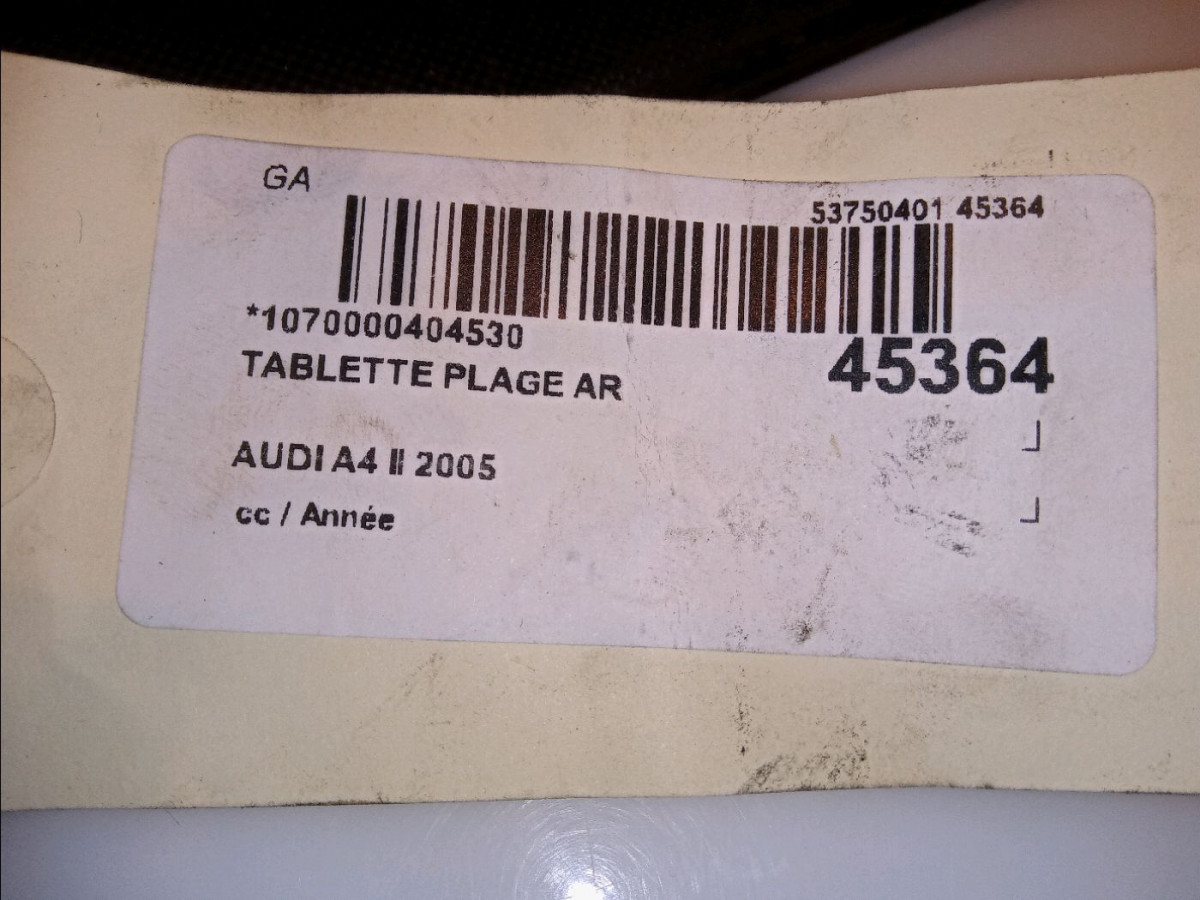 GA
53750401 45364
*1070000404530
45364
TABLETTE PLAGE AR
AUDI A4 II 2005
cc / Année